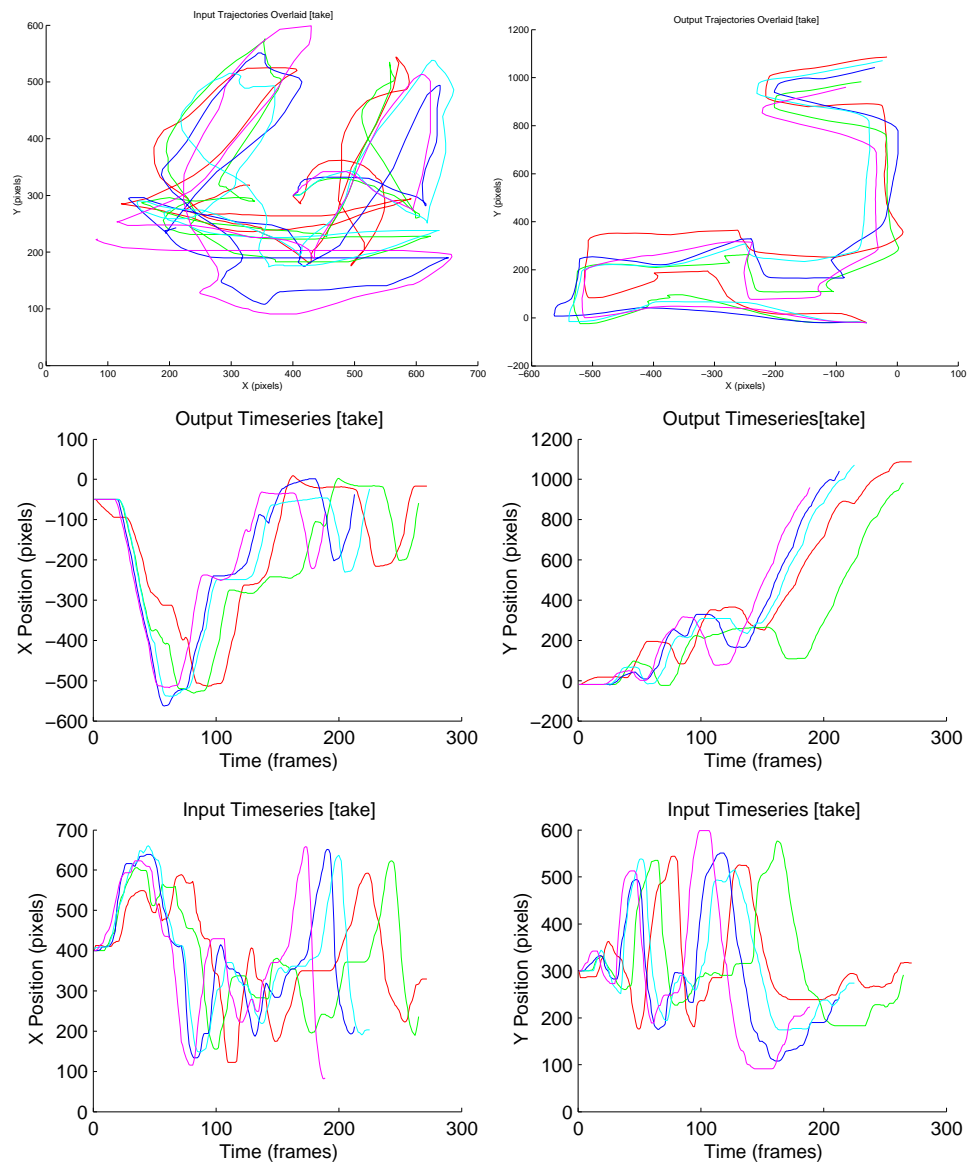 Input Trajectories Overlaid [take]
600
500
400
300
200
100
0
Y (pixels)
0 100 200 300 400 500 600 700
X (pixels)
Output Trajectories Overlaid [take]
1200
1000
800
600
400
200
0
−200
Y (pixels)
−600 −500 −400 −300 −200 −100 0 100
X (pixels)
Output Timeseries [take]
100
0
−100
−200
−300
−400
−500
−600
X Position (pixels)
0 100 200 300
Time (frames)
Output Timeseries[take]
1200
1000
800
600
400
200
0
−200
Y Position (pixels)
0 100 200 300
Time (frames)
Input Timeseries [take]
700
600
500
400
300
200
100
0
X Position (pixels)
0 100 200 300
Time (frames)
Input Timeseries [take]
600
500
400
300
200
100
0
Y Position (pixels)
0 100 200 300
Time (frames)